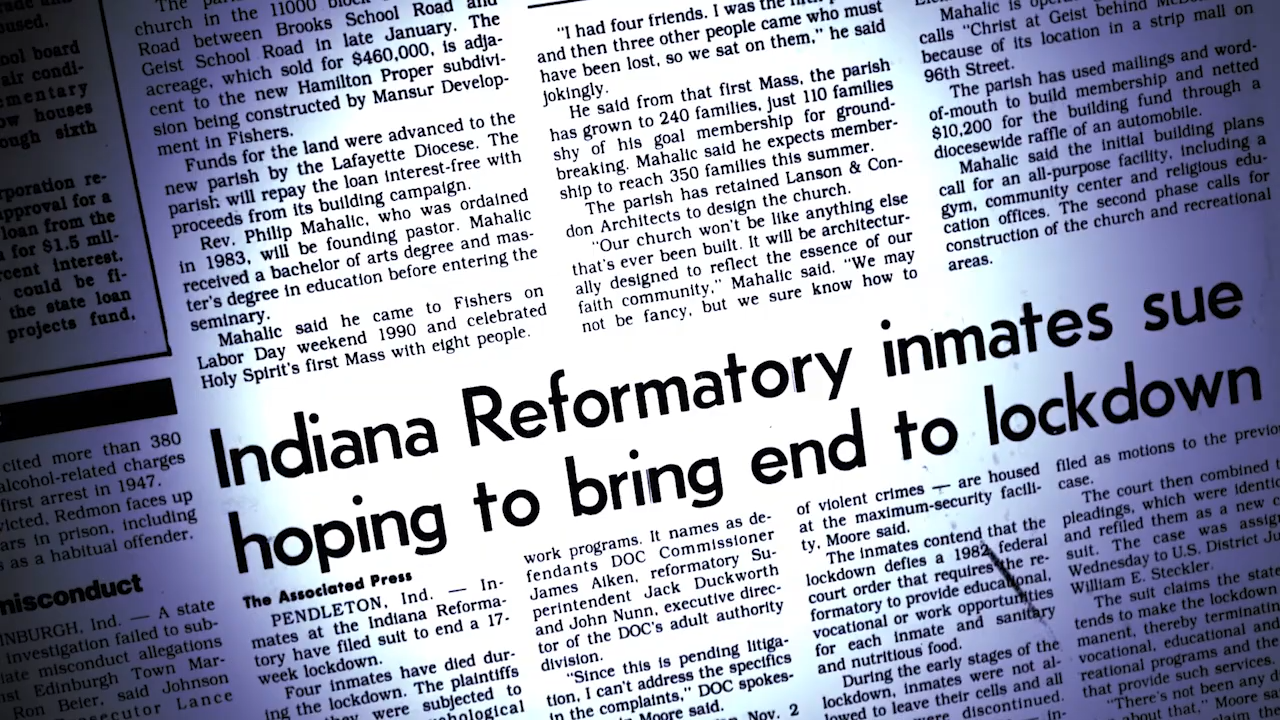 ool board
air condi-
mentary
ow houses
ough sixth
rporation re-
approval for a
loan from the
for $1.5 mil-
rcent interest.
could be fi-
the state loan
projects fund.
cited more than 380
alcohol-related charges
first arrest in 1947.
victed, Redmon faces up
ars in prison, including
as a habitual offender.
misconduct
INBURGH, Ind. — A state
investigation failed to sub-
misconduct allegations
Edinburgh Town Mar-
Ron Beier, said Johnson
Lance
church in the 11000 block
Road between Brooks School Road and
Geist School Road in late January. The
acreage, which sold for $460,000, is adja-
cent to the new Hamilton Proper subdivi-
sion being constructed by Mansur Develop-
ment in Fishers.
Funds for the land were advanced to the
new parish by the Lafayette Diocese. The
parish will repay the loan interest-free with
proceeds from its building campaign.
Rev. Philip Mahalic, who was ordained
in 1983, will be founding pastor. Mahalic
received a bachelor of arts degree and mas-
ter's degree in education before entering the
seminary.
Mahalic said he came to Fishers on
Labor Day weekend 1990 and celebrated
Holy Spirit's first Mass with eight people.
"I had four friends. I was the
and then three other people came who must
have been lost, so we sat on them," he said
jokingly.
He said from that first Mass, the parish
has grown to 240 families, just 110 families
shy of his goal membership for ground-
breaking. Mahalic said he expects member-
ship to reach 350 families this summer.
The parish has retained Lanson & Con-
don Architects to design the church.
"Our church won't be like anything else
that's ever been built. It will be architectur-
ally designed to reflect the essence of our
faith community," Mahalic said. "We may
not be fancy, but we sure know how to
Mahalic is
calls "Christ at Geist behind
because of its location in a strip mall on
96th Street.
The parish has used mailings and word-
of-mouth to build membership and netted
$10,200 for the building fund through a
diocesewide raffle of an automobile.
Mahalic said the initial building plans
call for an all-purpose facility, including a
gym, community center and religious edu-
cation offices. The second phase calls for
construction of the church and recreational
areas.
Indiana Reformatory inmates sue
hoping to bring end to lockdown
The Associated Press
PENDLETON, Ind. — In-
mates at the Indiana Reforma-
tory have filed suit to end a 17-
week lockdown.
Four inmates have died dur-
ing the lockdown. The plaintiffs
they were subjected to
work programs. It names as de-
fendants DOC Commissioner
James Aiken, reformatory Su-
perintendent Jack Duckworth
and John Nunn, executive direc-
tor of the DOC's adult authority
division.
"Since this is pending litiga-
tion, I can't address the specifics
in the complaints," DOC spokes-
Moore said.
Nov. 2
of violent crimes — are housed
at the maximum-security facili-
ty, Moore said.
The inmates contend that the
lockdown defies a 1982 federal
court order that requires the re-
formatory to provide educational,
vocational or work opportunities
for each inmate and sanitary
and nutritious food.
During the early stages of the
lockdown, inmates were not al-
lowed to leave their cells and all
were discontinued.
filed as motions to the previo
case.
The court then combined t
pleadings, which were identic
and refiled them as a new
suit. The case was assig
Wednesday to U.S. District Ju
William E. Steckler.
The suit claims the state
tends to make the lockdown
manent, thereby terminatin
vocational, educational and
reational programs and the
that provide such services.
"There's not been any d
about that," Moore said